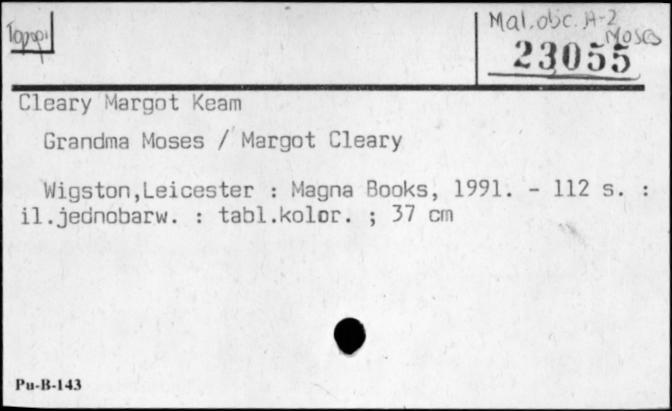 Mal.obc. A-2
Moses
23055
Cleary Margot Keam
Grandma Moses / Margot Cleary
Wigston,Leicester : Magna Books, 1991. - 112 s. :
il.jednobarw. : tabl.kolor. ; 37 cm
Pu-B-143